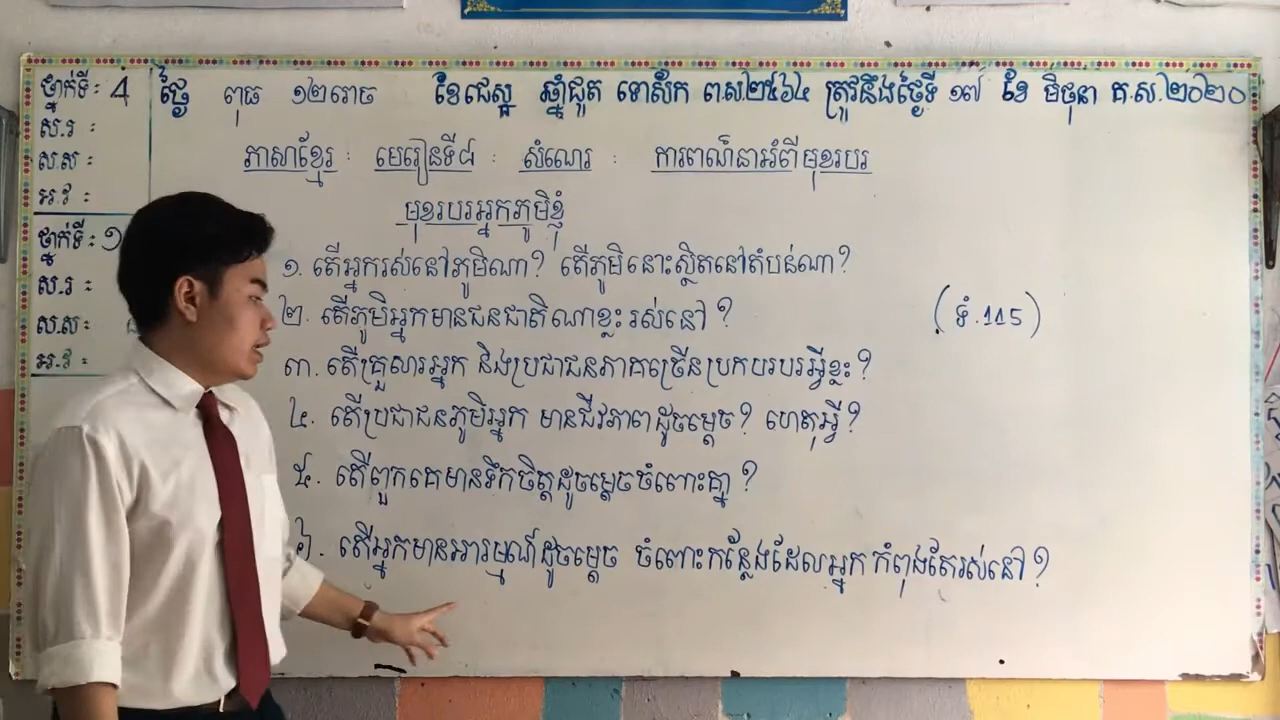 ថ្នាក់ទី: 4
ថ្ងៃ ពុធ ១២រោច ខែជេស្ឋ ឆ្នាំជូត ទោស័ក ព.ស.២៥៦៤ ត្រូវនឹងថ្ងៃទី ១៧ ខែ មិថុនា គ.ស.២០២០
ស.រ :
ស.ស :
អ.វ :
ថ្នាក់ទី: ១
ស.រ :
ស.ស :
អ.វ :
ភាសាខ្មែរ : មេរៀនទី៨ : សំណេរ : ការពណ៌នាអំពីមុខរបរ
មុខរបរអ្នកភូមិខ្ញុំ
១. តើអ្នករស់នៅភូមិណា? តើភូមិនោះស្ថិតនៅតំបន់ណា?
២. តើភូមិអ្នកមានជនជាតិណាខ្លះ រស់នៅ?
(ទំ.115)
៣. តើគ្រួសារអ្នក និងប្រជាជនភាគច្រើនប្រកបរបរអ្វីខ្លះ?
៤. តើប្រជាជនភូមិអ្នក មានជីវភាពដូចម្តេច? ហេតុអ្វី?
៥. តើពួកគេមានទឹកចិត្តដូចម្តេចចំពោះគ្នា?
៦. តើអ្នកមានអារម្មណ៍ដូចម្តេច ចំពោះកន្លែងដែលអ្នក កំពុងតែរស់នៅ?